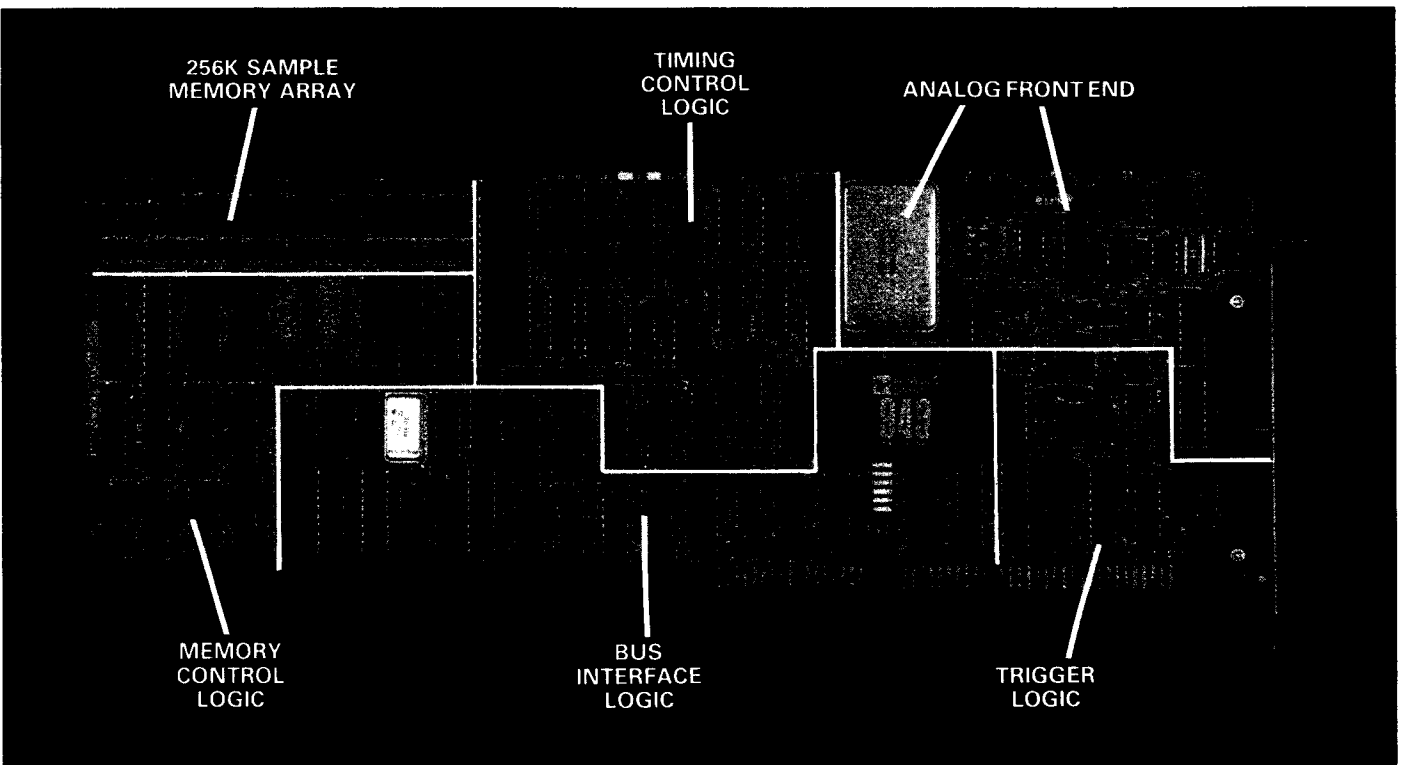 256K SAMPLE
MEMORY ARRAY
TIMING
CONTROL
LOGIC
ANALOG FRONT END
MEMORY
CONTROL
LOGIC
BUS
INTERFACE
LOGIC
TRIGGER
LOGIC